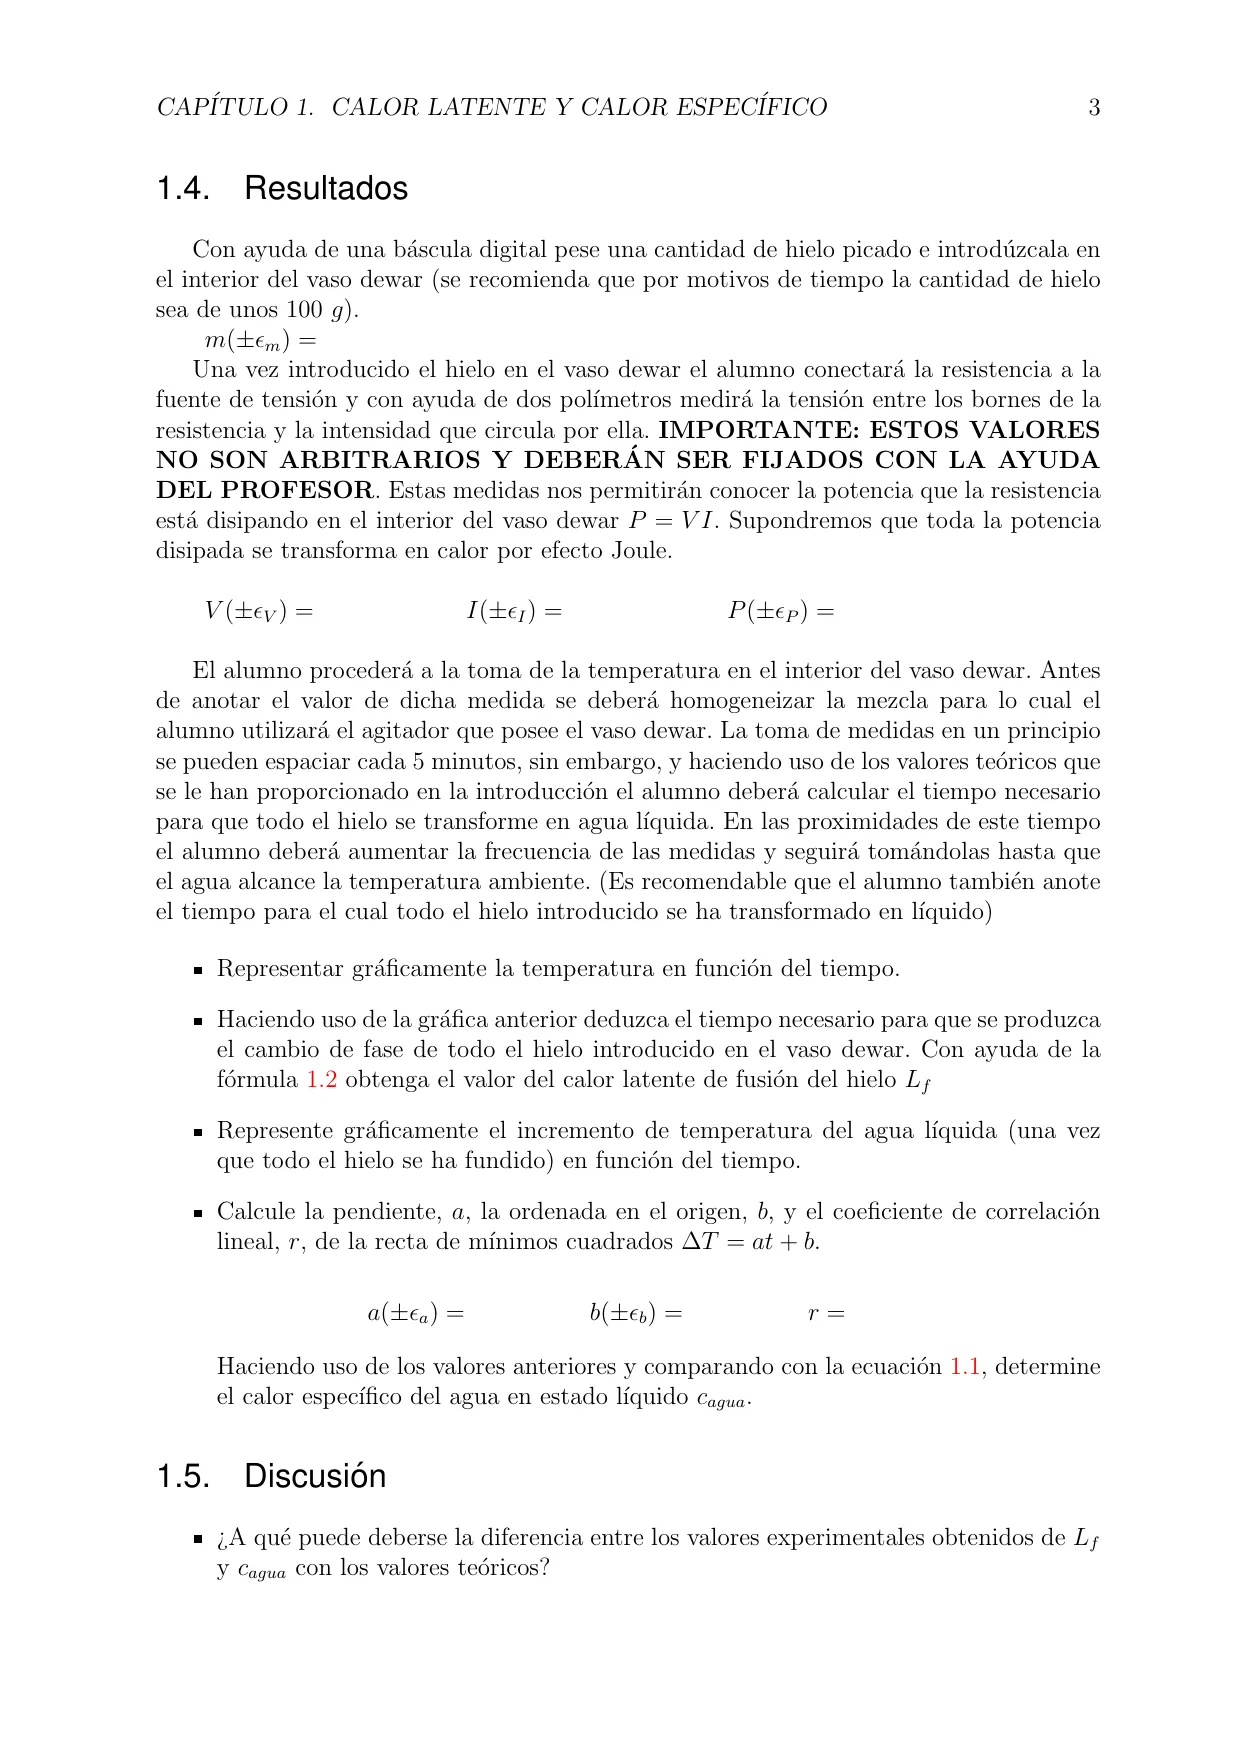 CAPÍTULO 1. CALOR LATENTE Y CALOR ESPECÍFICO 3
1.4. Resultados
Con ayuda de una báscula digital pese una cantidad de hielo picado e introdúzcala en
el interior del vaso dewar (se recomienda que por motivos de tiempo la cantidad de hielo
sea de unos 100 g).
m(±ϵm) =
Una vez introducido el hielo en el vaso dewar el alumno conectará la resistencia a la
fuente de tensión y con ayuda de dos polímetros medirá la tensión entre los bornes de la
resistencia y la intensidad que circula por ella. IMPORTANTE: ESTOS VALORES
NO SON ARBITRARIOS Y DEBERÁN SER FIJADOS CON LA AYUDA
DEL PROFESOR. Estas medidas nos permitirán conocer la potencia que la resistencia
está disipando en el interior del vaso dewar P = VI. Supondremos que toda la potencia
disipada se transforma en calor por efecto Joule.
V(±ϵV) = I(±ϵI) = P(±ϵP) =
El alumno procederá a la toma de la temperatura en el interior del vaso dewar. Antes
de anotar el valor de dicha medida se deberá homogeneizar la mezcla para lo cual el
alumno utilizará el agitador que posee el vaso dewar. La toma de medidas en un principio
se pueden espaciar cada 5 minutos, sin embargo, y haciendo uso de los valores teóricos que
se le han proporcionado en la introducción el alumno deberá calcular el tiempo necesario
para que todo el hielo se transforme en agua líquida. En las proximidades de este tiempo
el alumno deberá aumentar la frecuencia de las medidas y seguirá tomándolas hasta que
el agua alcance la temperatura ambiente. (Es recomendable que el alumno también anote
el tiempo para el cual todo el hielo introducido se ha transformado en líquido)
▪ Representar gráficamente la temperatura en función del tiempo.
▪ Haciendo uso de la gráfica anterior deduzca el tiempo necesario para que se produzca
el cambio de fase de todo el hielo introducido en el vaso dewar. Con ayuda de la
fórmula 1.2 obtenga el valor del calor latente de fusión del hielo Lf
▪ Represente gráficamente el incremento de temperatura del agua líquida (una vez
que todo el hielo se ha fundido) en función del tiempo.
▪ Calcule la pendiente, a, la ordenada en el origen, b, y el coeficiente de correlación
lineal, r, de la recta de mínimos cuadrados ΔT = at + b.
a(±ϵa) = b(±ϵb) = r =
Haciendo uso de los valores anteriores y comparando con la ecuación 1.1, determine
el calor específico del agua en estado líquido cagua.
1.5. Discusión
▪ ¿A qué puede deberse la diferencia entre los valores experimentales obtenidos de Lf
y cagua con los valores teóricos?